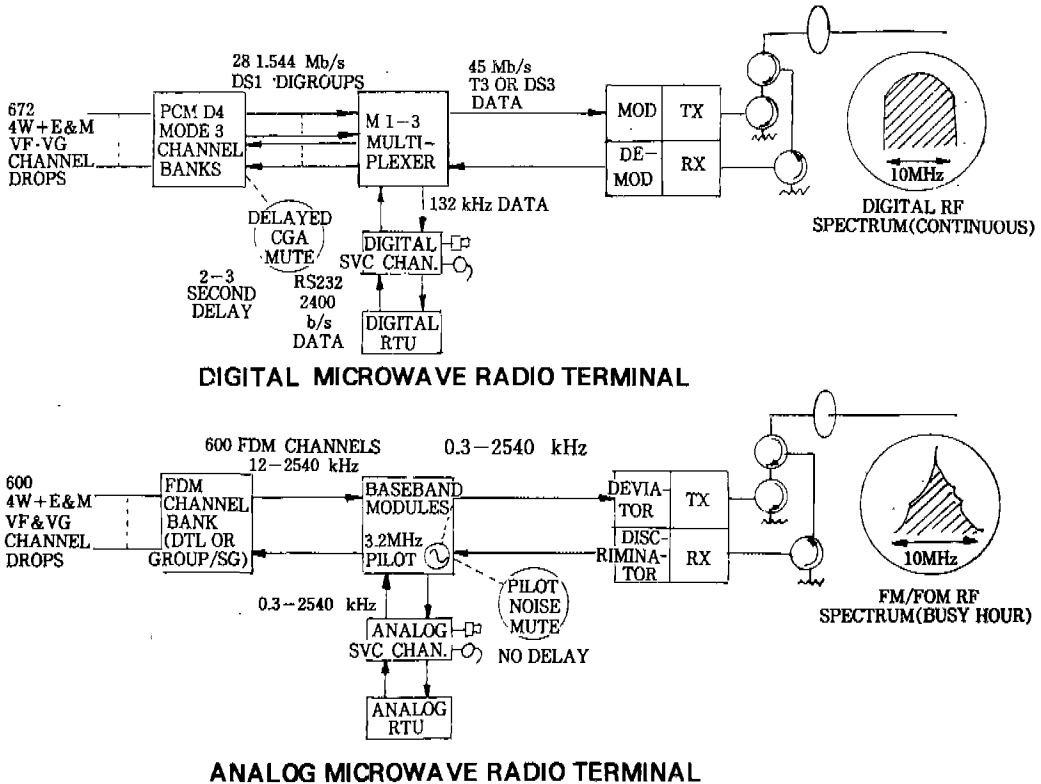 28 1.544 Mb/s
DS1 DIGROUPS
45 Mb/s
T3 OR DS3
DATA
672
4W+E&M
VF-VG
CHANNEL
DROPS
PCM D4
MODE 3
CHANNEL
BANKS
M 1-3
MULTI-
PLEXER
MOD
TX
DE-
MOD
RX
10MHz
DIGITAL RF
SPECTRUM(CONTINUOUS)
132 kHz DATA
DELAYED
CGA
MUTE
2-3
SECOND
DELAY
DIGITAL
SVC CHAN.
RS232
2400
b/s
DATA
DIGITAL
RTU
DIGITAL MICROWAVE RADIO TERMINAL
600 FDM CHANNELS
12-2540 kHz
0.3-2540 kHz
600
4W+E&M
VF&VG
CHANNEL
DROPS
FDM
CHANNEL
BANK
(DTL OR
GROUP/SG)
BASEBAND
MODULES
3.2MHz
PILOT
DEVIA-
TOR
TX
DISC-
RIMINA-
TOR
RX
10MHz
FM/FOM RF
SPECTRUM(BUSY HOUR)
0.3-2540 kHz
PILOT
NOISE
MUTE
NO DELAY
ANALOG
SVC CHAN.
ANALOG
RTU
ANALOG MICROWAVE RADIO TERMINAL